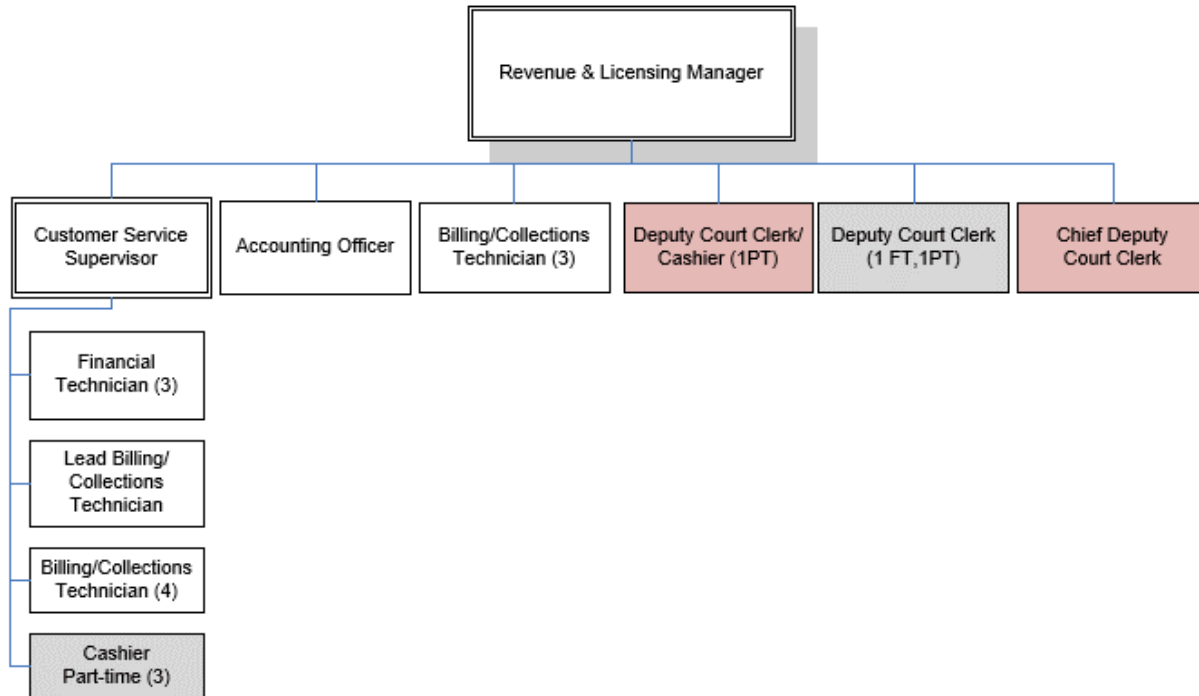 Revenue & Licensing Manager
Customer Service
Supervisor
Accounting Officer
Billing/Collections
Technician (3)
Deputy Court Clerk/
Cashier (1PT)
Deputy Court Clerk
(1 FT,1PT)
Chief Deputy
Court Clerk
Financial
Technician (3)
Lead Billing/
Collections
Technician
Billing/Collections
Technician (4)
Cashier
Part-time (3)